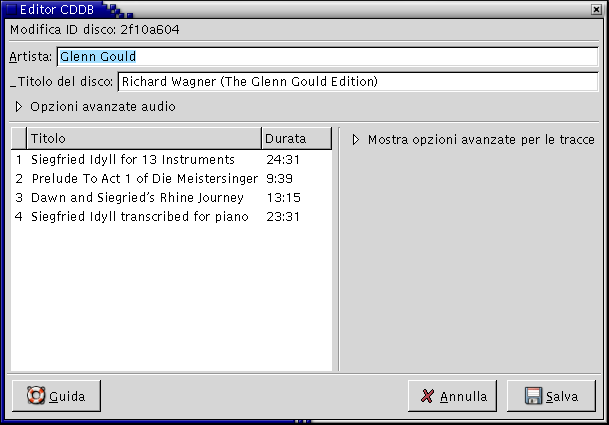 Editor CDDB
Modifica ID disco: 2f10a604
Artista: Glenn Gould
_Titolo del disco: Richard Wagner (The Glenn Gould Edition)
Opzioni avanzate audio
Titolo Durata
1 Siegfried Idyll for 13 Instruments 24:31
2 Prelude To Act 1 of Die Meistersinger 9:39
3 Dawn and Siegried's Rhine Journey 13:15
4 Siegfried Idyll transcribed for piano 23:31
Mostra opzioni avanzate per le tracce
Guida Annulla Salva